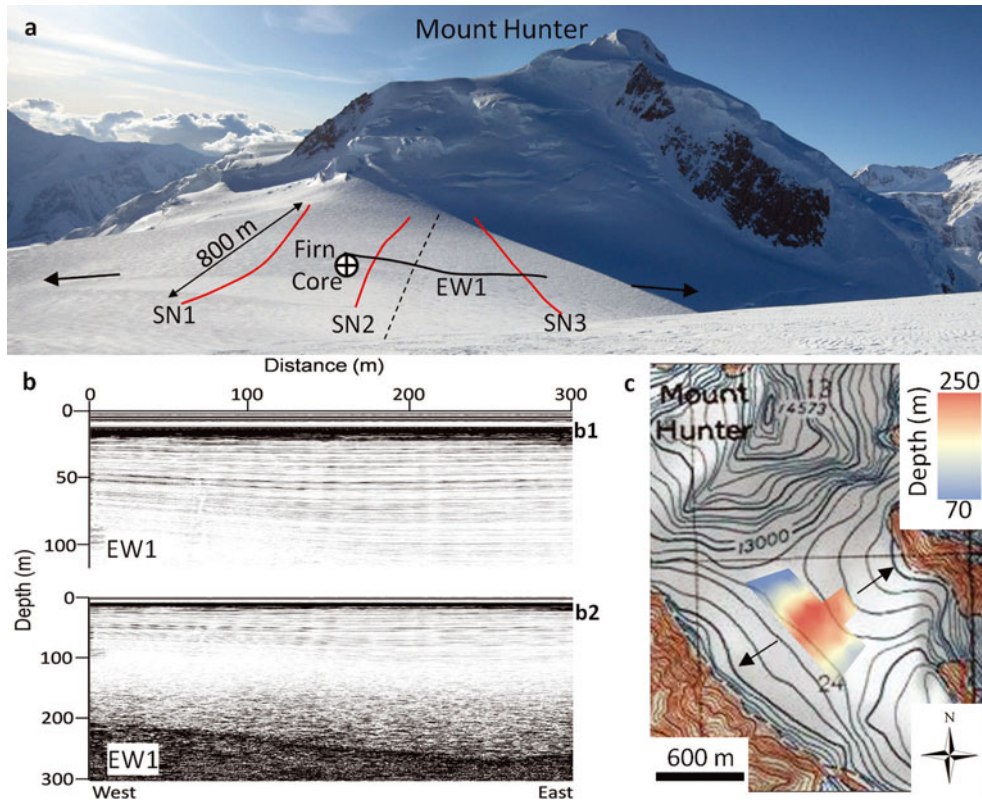 a
Mount Hunter
800 m
Firn
Core
SN1
SN2
EW1
SN3
b
Distance (m)
0
100
200
300
b1
0
50
100
EW1
Depth (m)
b2
0
100
200
300
EW1
West
East
c
Mount
Hunter
13
14573
13000
24
250
Depth (m)
70
600 m
N